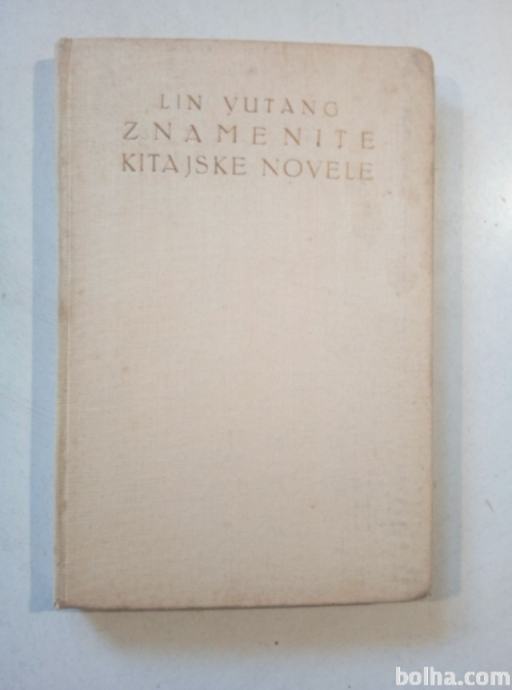 LIN YUTANG
ZNAMENITE
KITAJSKE NOVELE
bolha.com